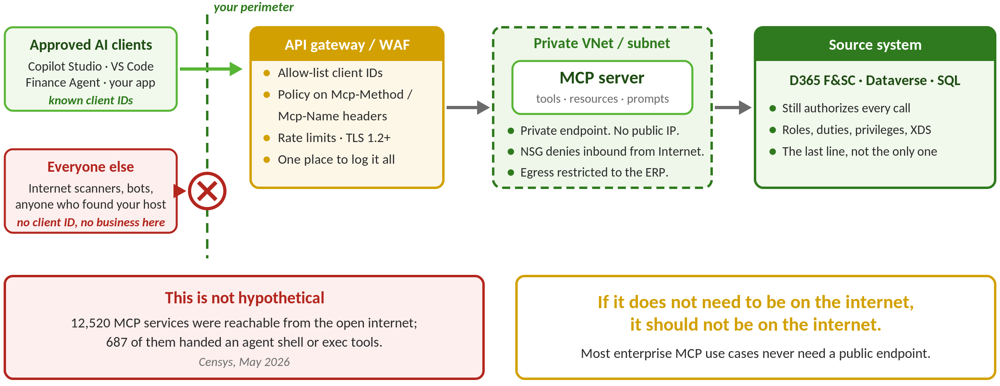 your perimeter
Approved AI clients
Copilot Studio · VS Code
Finance Agent · your app
known client IDs
Everyone else
Internet scanners, bots,
anyone who found your host
no client ID, no business here
API gateway / WAF
Allow-list client IDs
Policy on Mcp-Method /
Mcp-Name headers
Rate limits · TLS 1.2+
One place to log it all
Private VNet / subnet
MCP server
tools · resources · prompts
Private endpoint. No public IP.
NSG denies inbound from Internet.
Egress restricted to the ERP.
Source system
D365 F&SC · Dataverse · SQL
Still authorizes every call
Roles, duties, privileges, XDS
The last line, not the only one
This is not hypothetical
12,520 MCP services were reachable from the open internet;
687 of them handed an agent shell or exec tools.
Censys, May 2026
If it does not need to be on the internet,
it should not be on the internet.
Most enterprise MCP use cases never need a public endpoint.